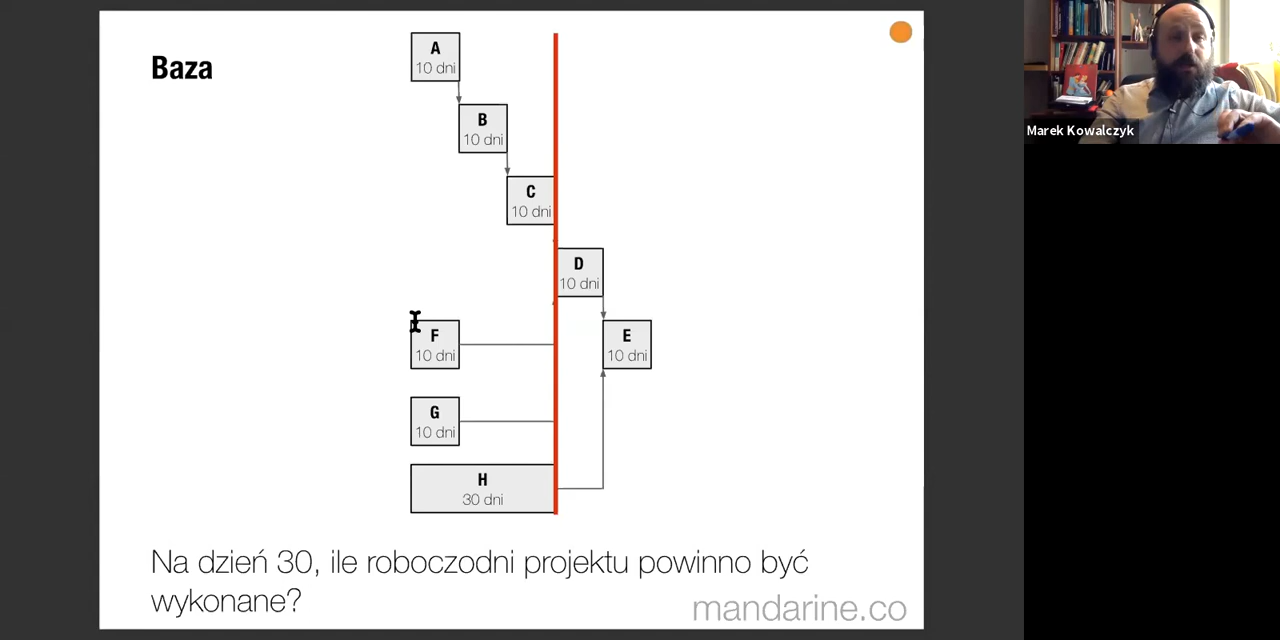 Baza
A
10 dni
B
10 dni
C
10 dni
D
10 dni
F
10 dni
E
10 dni
G
10 dni
H
30 dni
Na dzień 30, ile roboczodni projektu powinno być
wykonane?
mandarine.co
Marek Kowalczyk